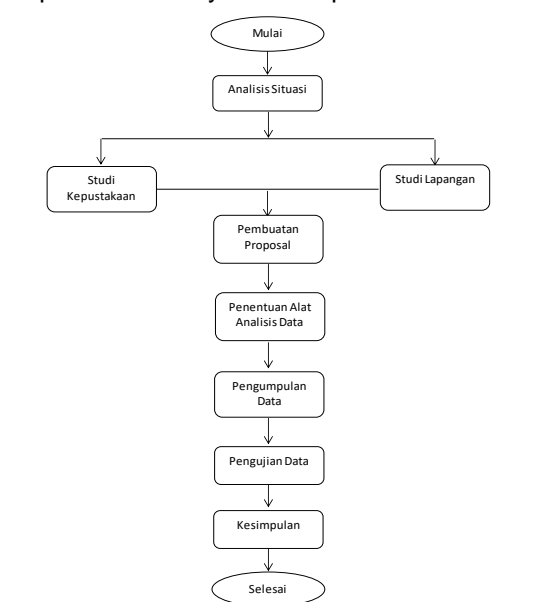 Mulai
Analisis Situasi
Studi
Kepustakaan
Studi Lapangan
Pembuatan
Proposal
Penentuan Alat
Analisis Data
Pengumpulan
Data
Pengujian Data
Kesimpulan
Selesai